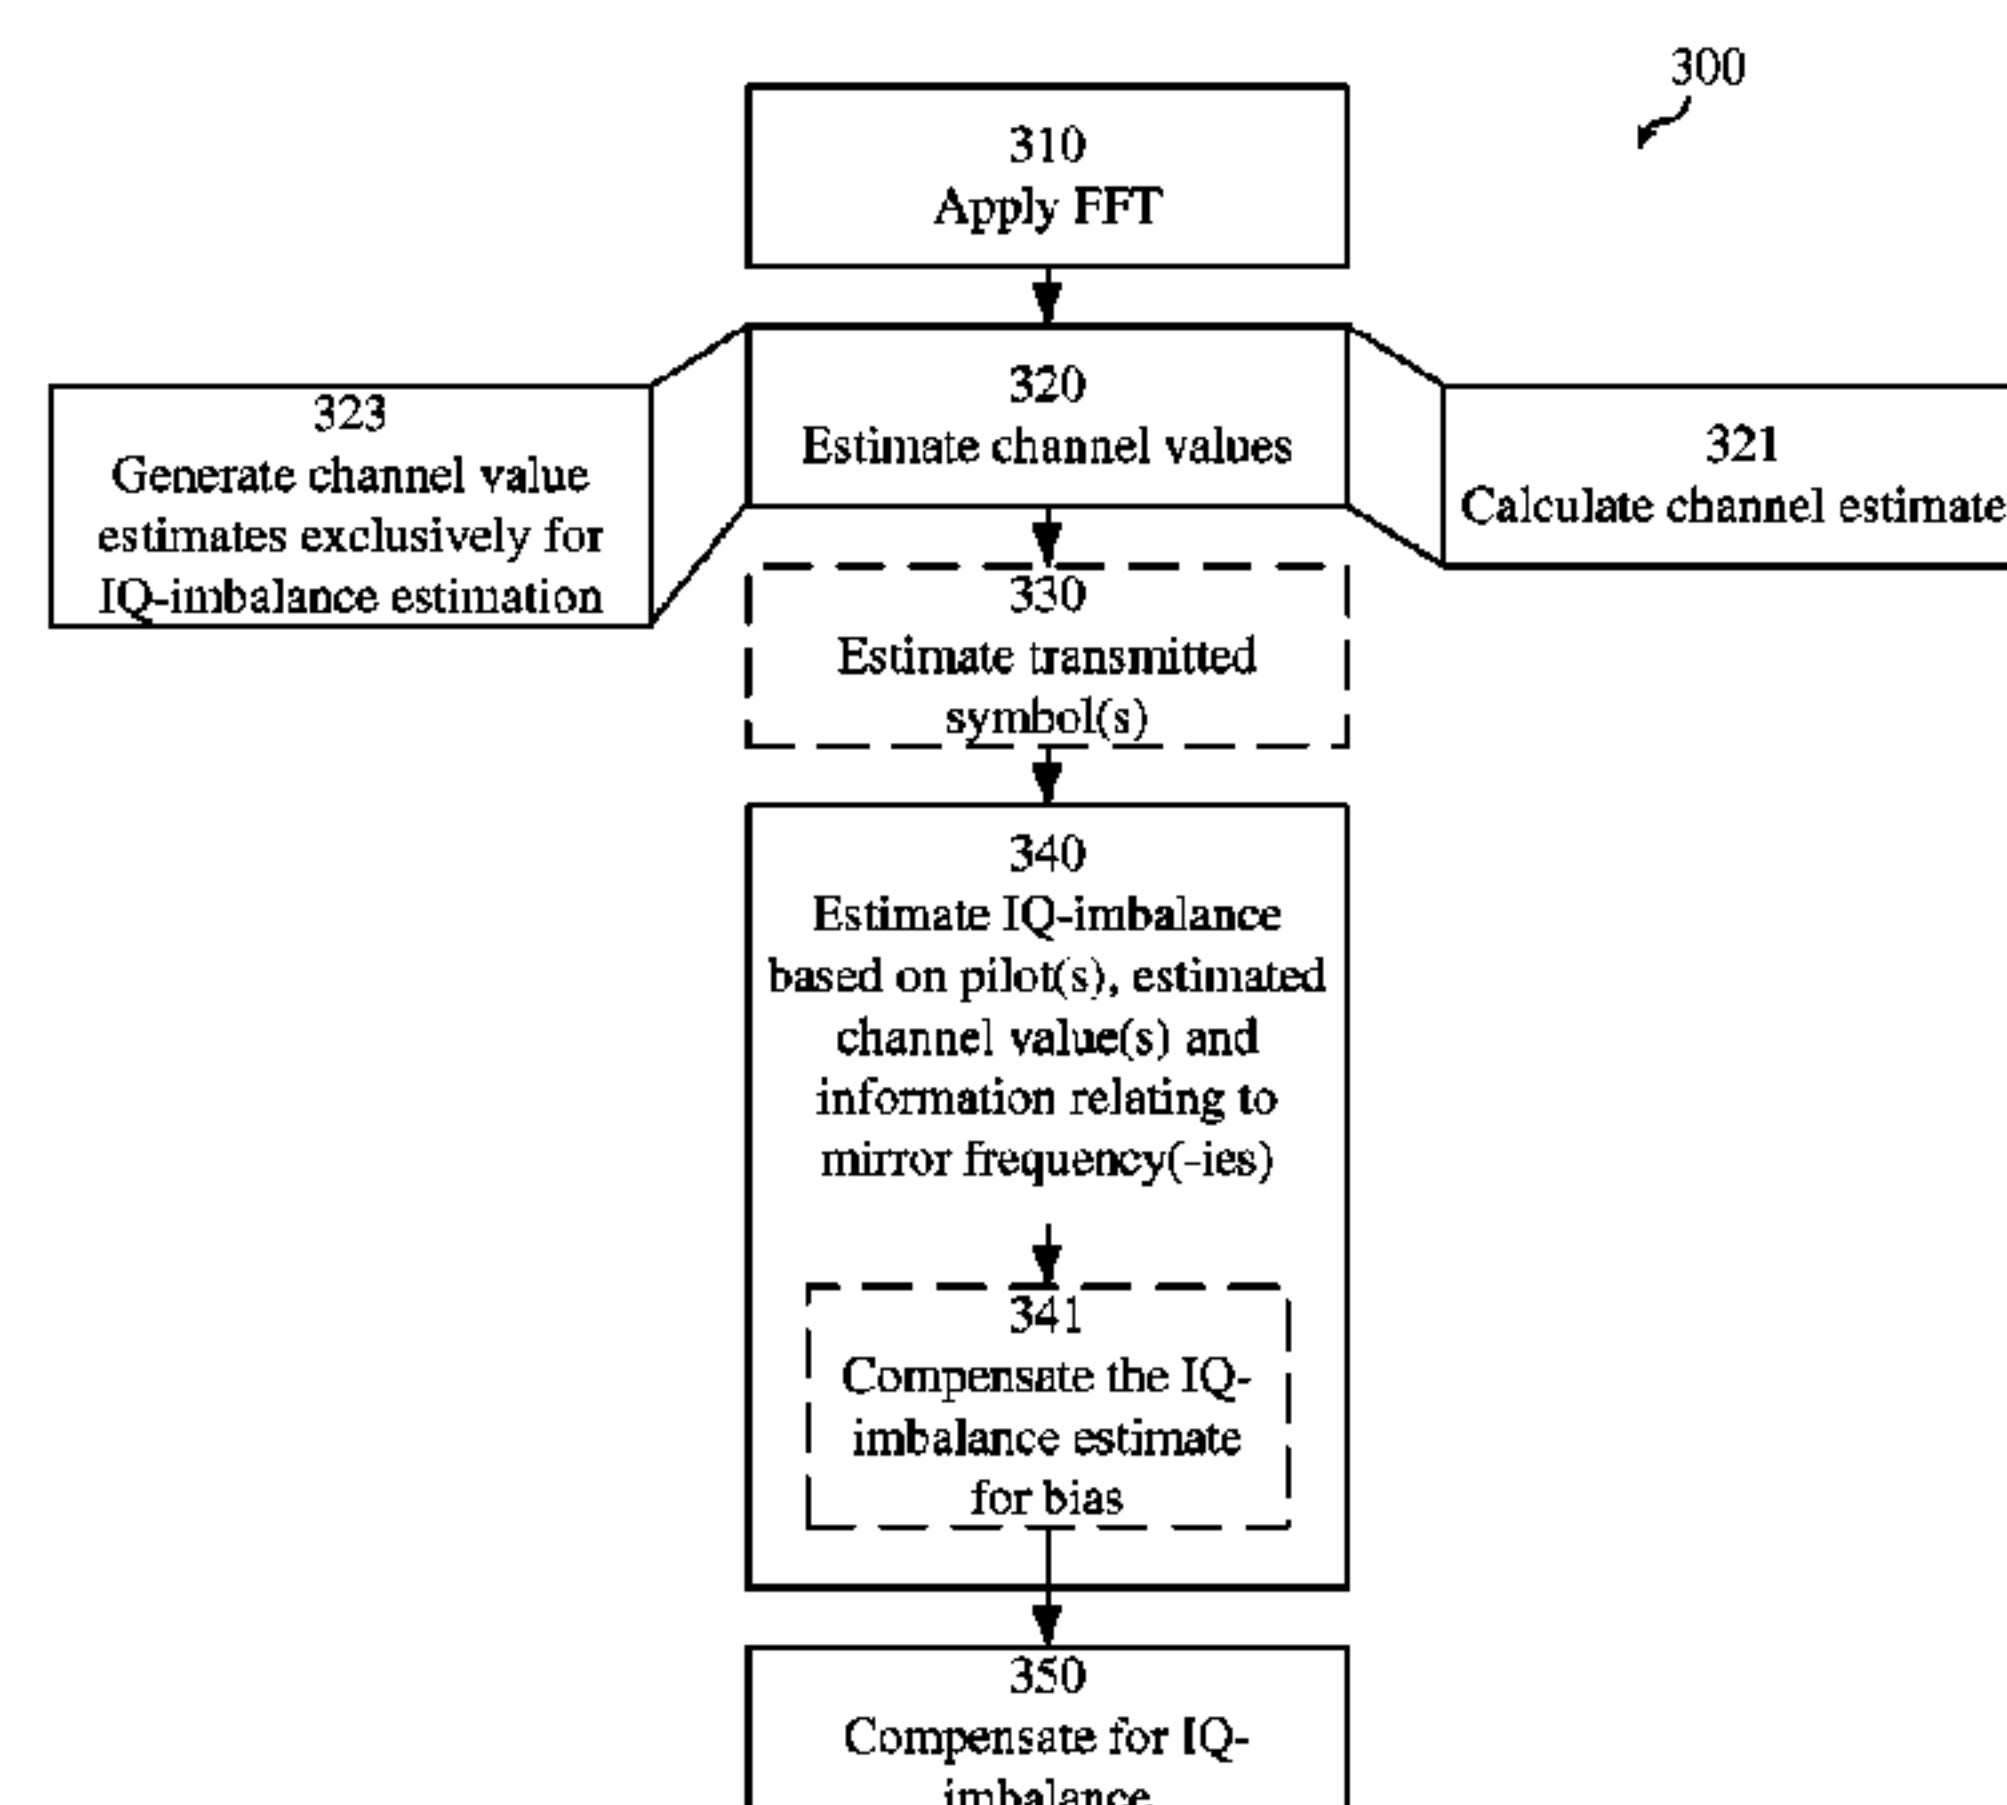 300
310
Apply FFT
320
Estimate channel values
323
Generate channel value
estimates exclusively for
IQ-imbalance estimation
321
Calculate channel estimate
330
Estimate transmitted
symbol(s)
340
Estimate IQ-imbalance
based on pilot(s), estimated
channel value(s) and
information relating to
mirror frequency(-ies)
341
Compensate the IQ-
imbalance estimate
for bias
350
Compensate for IQ-
imbalance